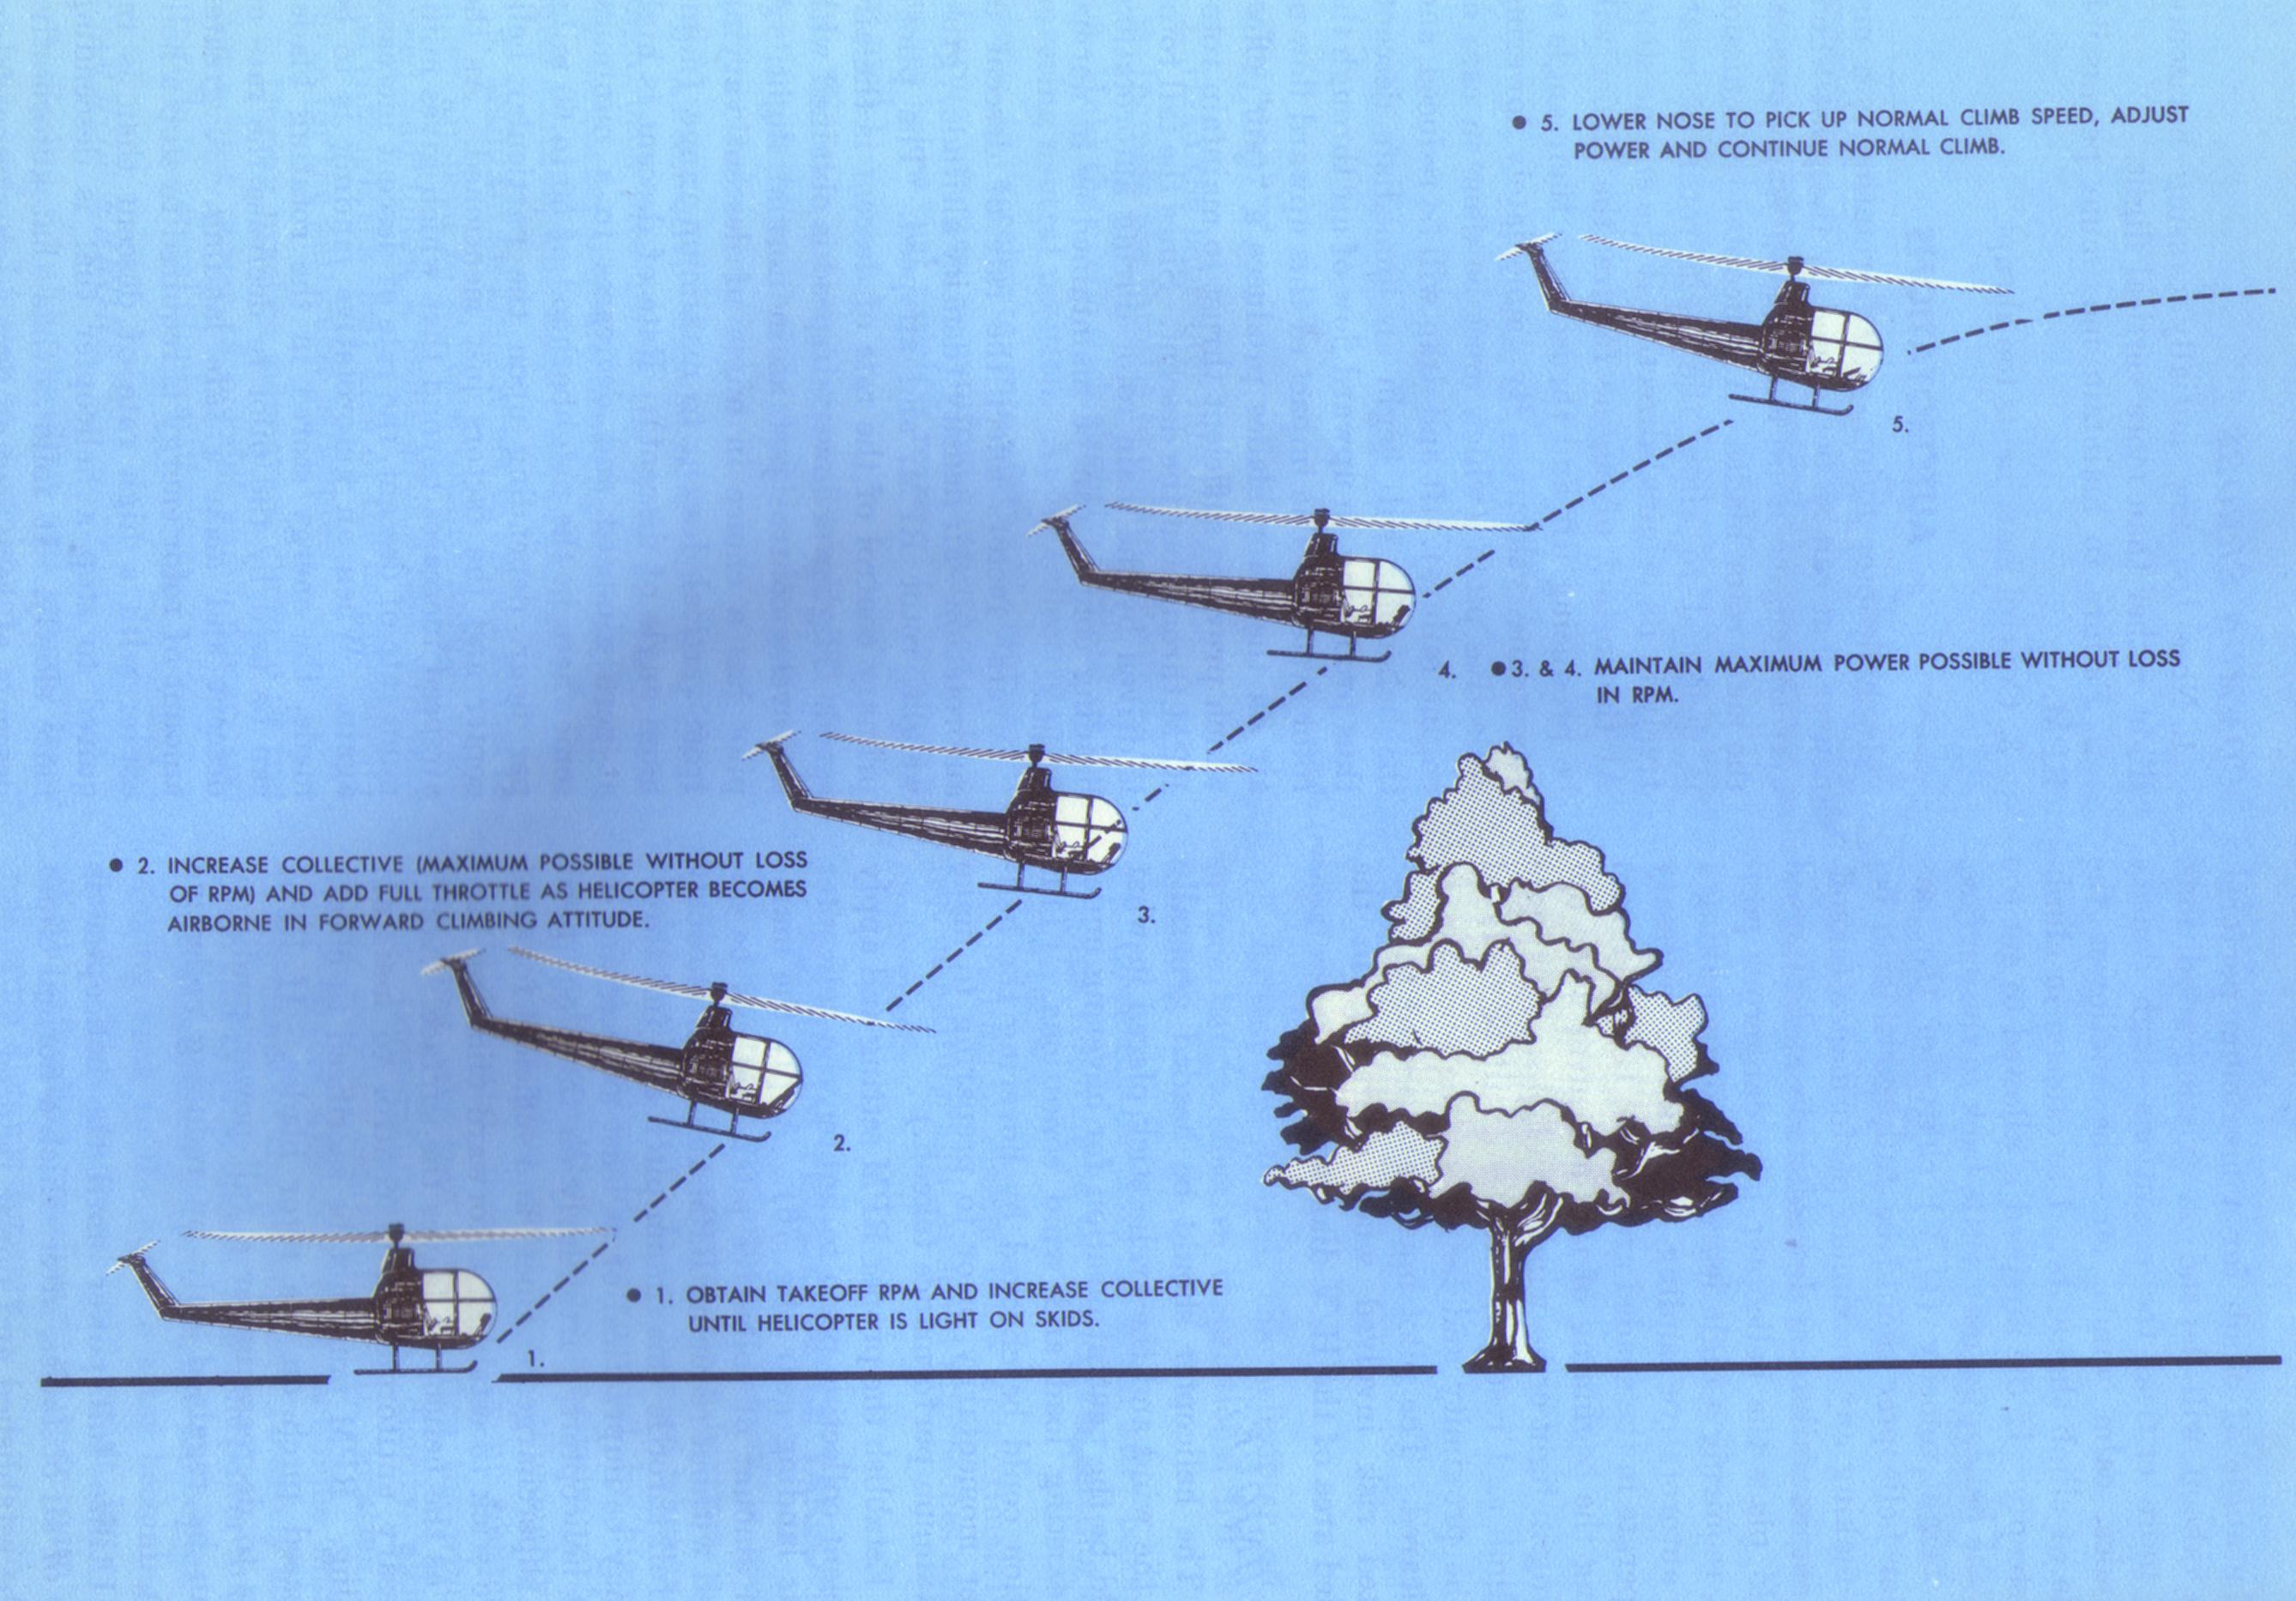 ● 5. LOWER NOSE TO PICK UP NORMAL CLIMB SPEED, ADJUST
POWER AND CONTINUE NORMAL CLIMB.
5.
4.
● 3. & 4. MAINTAIN MAXIMUM POWER POSSIBLE WITHOUT LOSS
IN RPM.
● 2. INCREASE COLLECTIVE (MAXIMUM POSSIBLE WITHOUT LOSS
OF RPM) AND ADD FULL THROTTLE AS HELICOPTER BECOMES
AIRBORNE IN FORWARD CLIMBING ATTITUDE.
3.
2.
● 1. OBTAIN TAKEOFF RPM AND INCREASE COLLECTIVE
UNTIL HELICOPTER IS LIGHT ON SKIDS.
1.